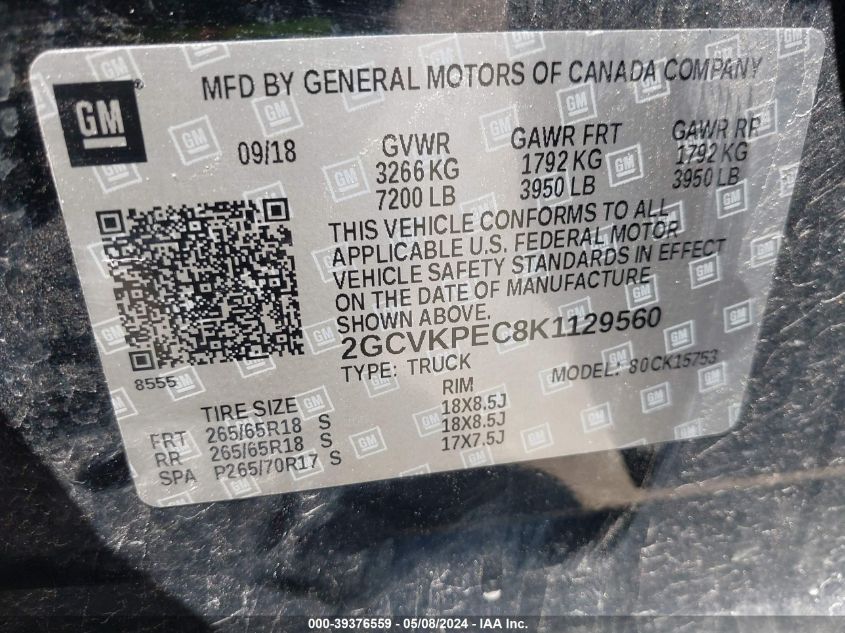 MFD BY GENERAL MOTORS OF CANADA COMPANY
GM
09/18
GVWR GAWR FRT GAWR RR
3266 KG 1792 KG 1792 KG
7200 LB 3950 LB 3950 LB
THIS VEHICLE CONFORMS TO ALL
APPLICABLE U.S. FEDERAL MOTOR
VEHICLE SAFETY STANDARDS IN EFFECT
ON THE DATE OF MANUFACTURE
SHOWN ABOVE.
2GCVKPEC8K1129560
8555
TYPE: TRUCK MODEL: 80CK15753
TIRE SIZE RIM
FRT 265/65R18 S 18X8.5J
RR 265/65R18 S 18X8.5J
SPA P265/70R17 S 17X7.5J
000-39376559 - 05/08/2024 - IAAI.COM